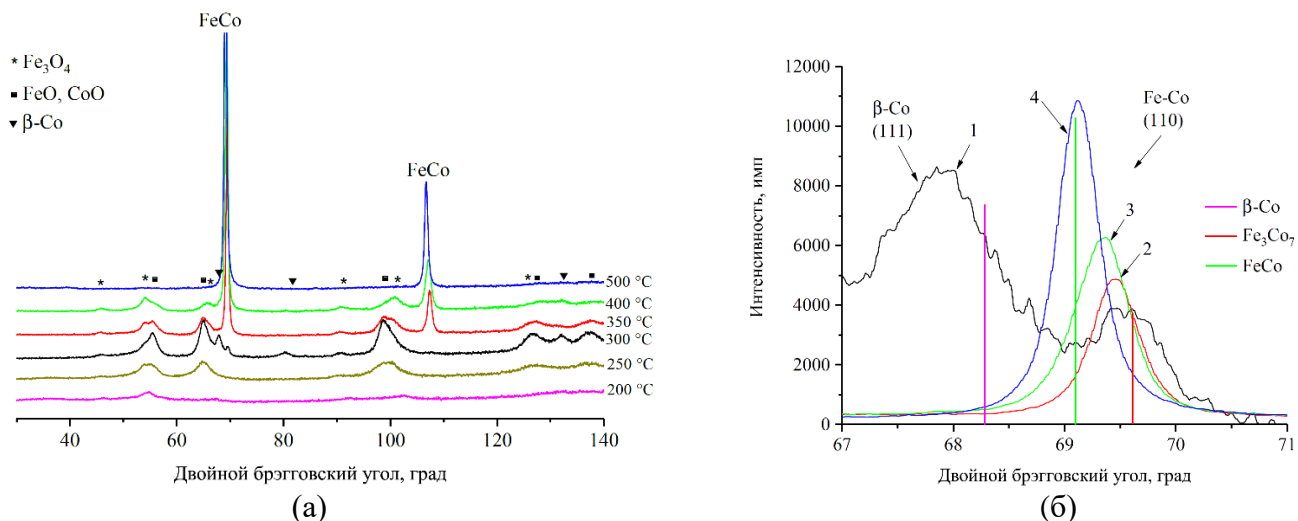 FeCo
* Fe₃O₄
▪ FeO, CoO
▼ β-Co
FeCo
* * ▪ ▪ * ▼ ▼ * ▪ * * ▪ ▼ ▪
500 °C
400 °C
350 °C
300 °C
250 °C
200 °C
40 60 80 100 120 140
Двойной брэгговский угол, град
(а)
Интенсивность, имп
12000
10000
8000
6000
4000
2000
0
β-Co
(111)
1
4
Fe-Co
(110)
3
2
β-Co
Fe₃Co₇
FeCo
67 68 69 70 71
Двойной брэгговский угол, град
(б)